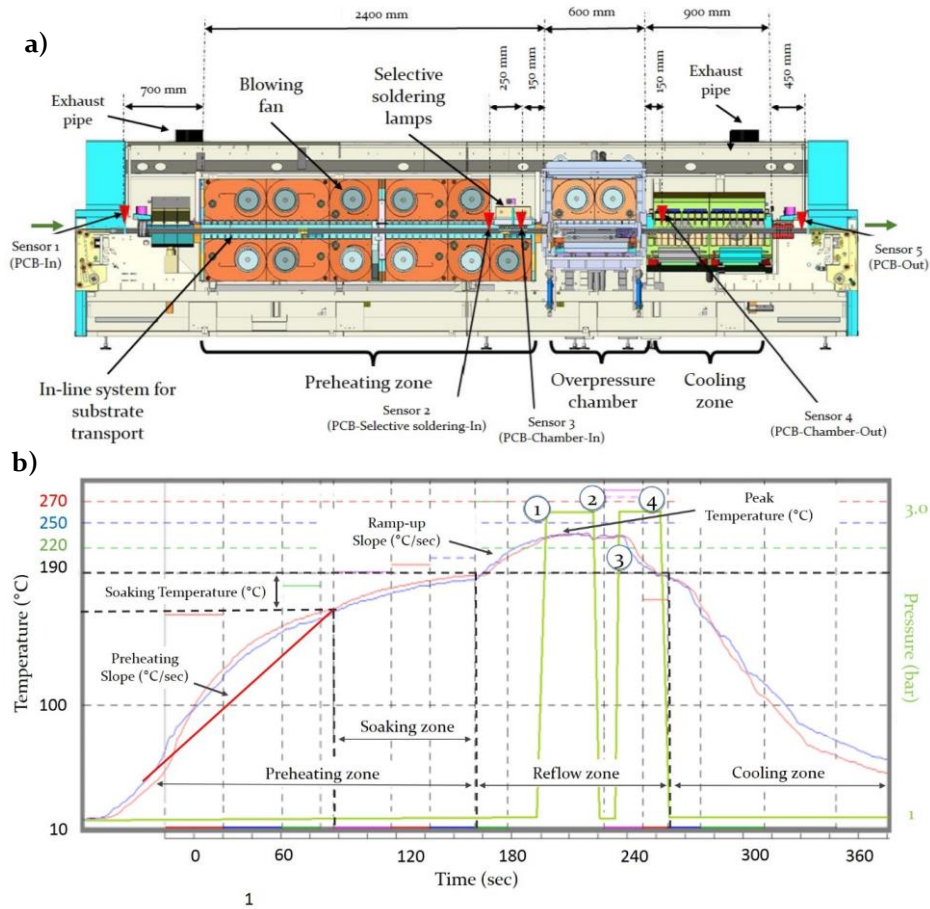 a)
2400 mm
600 mm
900 mm
700 mm
250 mm
150 mm
150 mm
450 mm
Exhaust
pipe
Blowing
fan
Selective
soldering
lamps
Exhaust
pipe
Sensor 1
(PCB-In)
Sensor 5
(PCB-Out)
In-line system for
substrate
transport
Preheating zone
Sensor 2
(PCB-Selective soldering-In)
Sensor 3
(PCB-Chamber-In)
Overpressure
chamber
Cooling
zone
Sensor 4
(PCB-Chamber-Out)
b)
270
250
220
190
100
10
Temperature (°C)
Soaking Temperature (°C)
Preheating
Slope (°C/sec)
Ramp-up
Slope (°C/sec)
1
2
3
4
Peak
Temperature (°C)
Soaking zone
Preheating zone
Reflow zone
Cooling zone
3.0
Pressure (bar)
1
0
60
120
180
240
300
360
Time (sec)
1